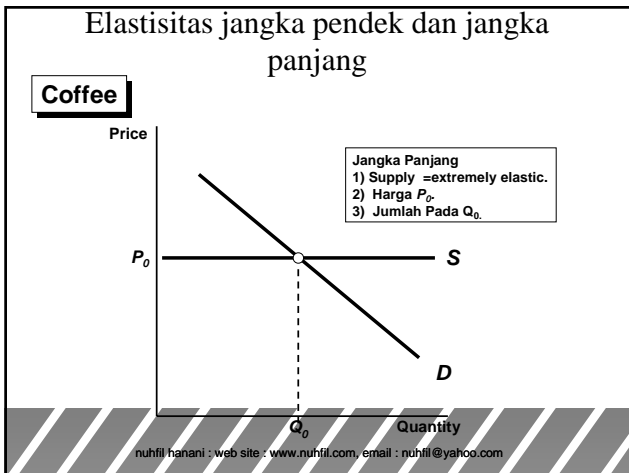 Elastisitas jangka pendek dan jangka
panjang
Coffee
Price
Jangka Panjang
1) Supply =extremely elastic.
2) Harga P0.
3) Jumlah Pada Q0.
P0
S
D
Q0
Quantity
nuhfil hanani : web site : www.nuhfil.com, email : nuhfil@yahoo.com